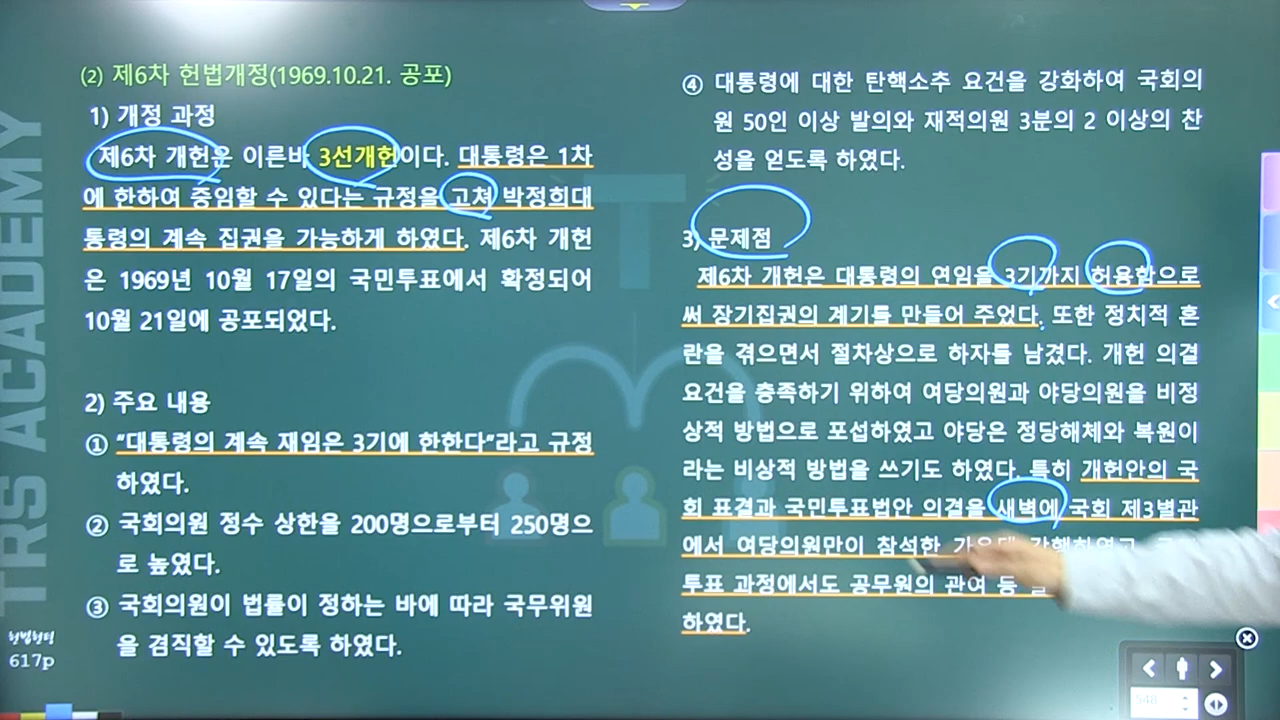 (2) 제6차 헌법개정(1969.10.21. 공포)
1) 개정 과정
제6차 개헌은 이른바 3선개헌이다. 대통령은 1차
에 한하여 중임할 수 있다는 규정을 고쳐 박정희대
통령의 계속 집권을 가능하게 하였다. 제6차 개헌
은 1969년 10월 17일의 국민투표에서 확정되어
10월 21일에 공포되었다.
2) 주요 내용
① “대통령의 계속 재임은 3기에 한한다”라고 규정
하였다.
② 국회의원 정수 상한을 200명으로부터 250명으
로 높였다.
③ 국회의원이 법률이 정하는 바에 따라 국무위원
을 겸직할 수 있도록 하였다.
④ 대통령에 대한 탄핵소추 요건을 강화하여 국회의
원 50인 이상 발의와 재적의원 3분의 2 이상의 찬
성을 얻도록 하였다.
3) 문제점
제6차 개헌은 대통령의 연임을 3기까지 허용함으로
써 장기집권의 계기를 만들어 주었다. 또한 정치적 혼
란을 겪으면서 절차상으로 하자를 남겼다. 개헌 의결
요건을 충족하기 위하여 여당의원과 야당의원을 비정
상적 방법으로 포섭하였고 야당은 정당해체와 복원이
라는 비상적 방법을 쓰기도 하였다. 특히 개헌안의 국
회 표결과 국민투표법안 의결을 새벽에 국회 제3별관
에서 여당의원만이 참석한
투표 과정에서도 공무원의 관여 등
하였다.
TRS ACADEMY
617p
548